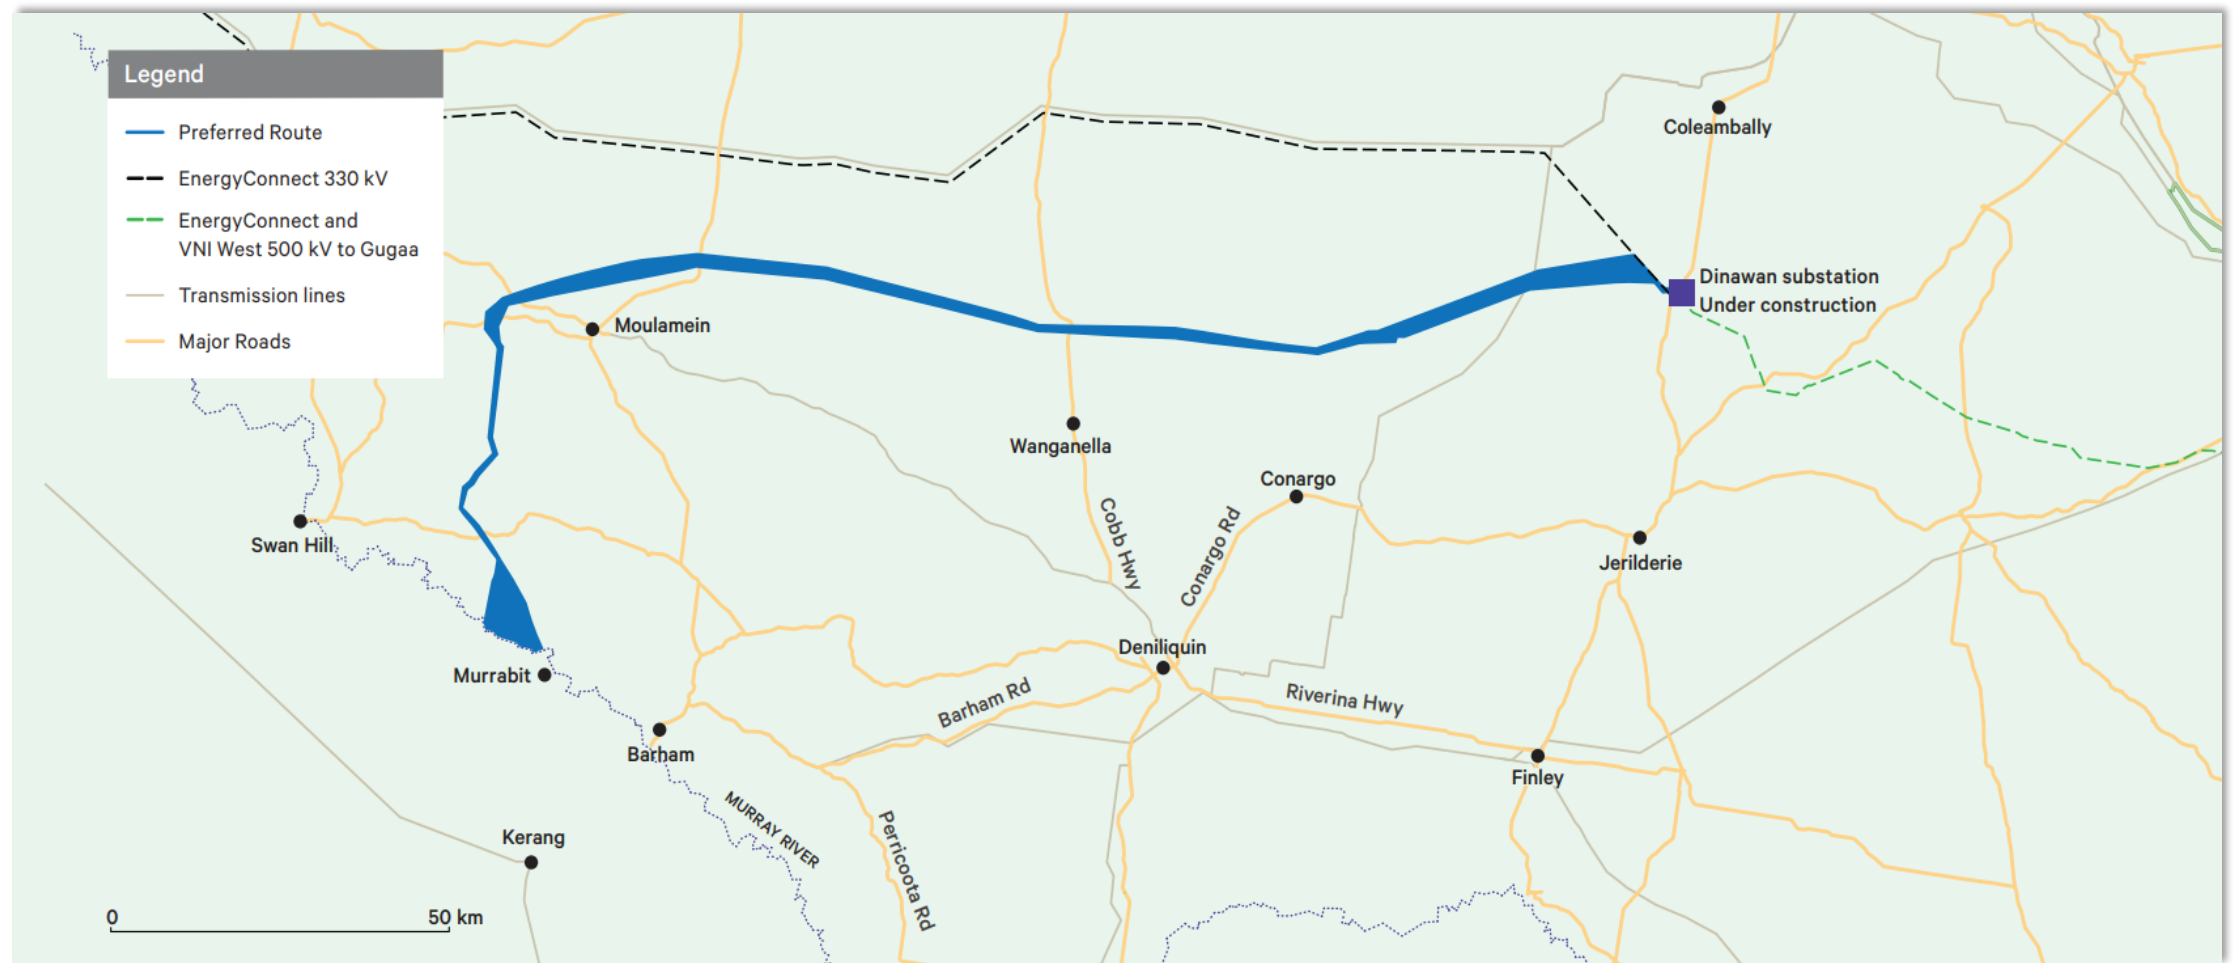 Legend
Preferred Route
EnergyConnect 330 kV
EnergyConnect and
VNI West 500 kV to Gugaa
Transmission lines
Major Roads
Coleambally
Dinawan substation
Under construction
Moulamein
Wanganella
Conargo
Cobb Hwy
Conargo Rd
Swan Hill
Jerilderie
Deniliquin
Murrabit
Barham Rd
Riverina Hwy
Barham
Finley
MURRAY RIVER
Kerang
Perricoota Rd
0 50 km